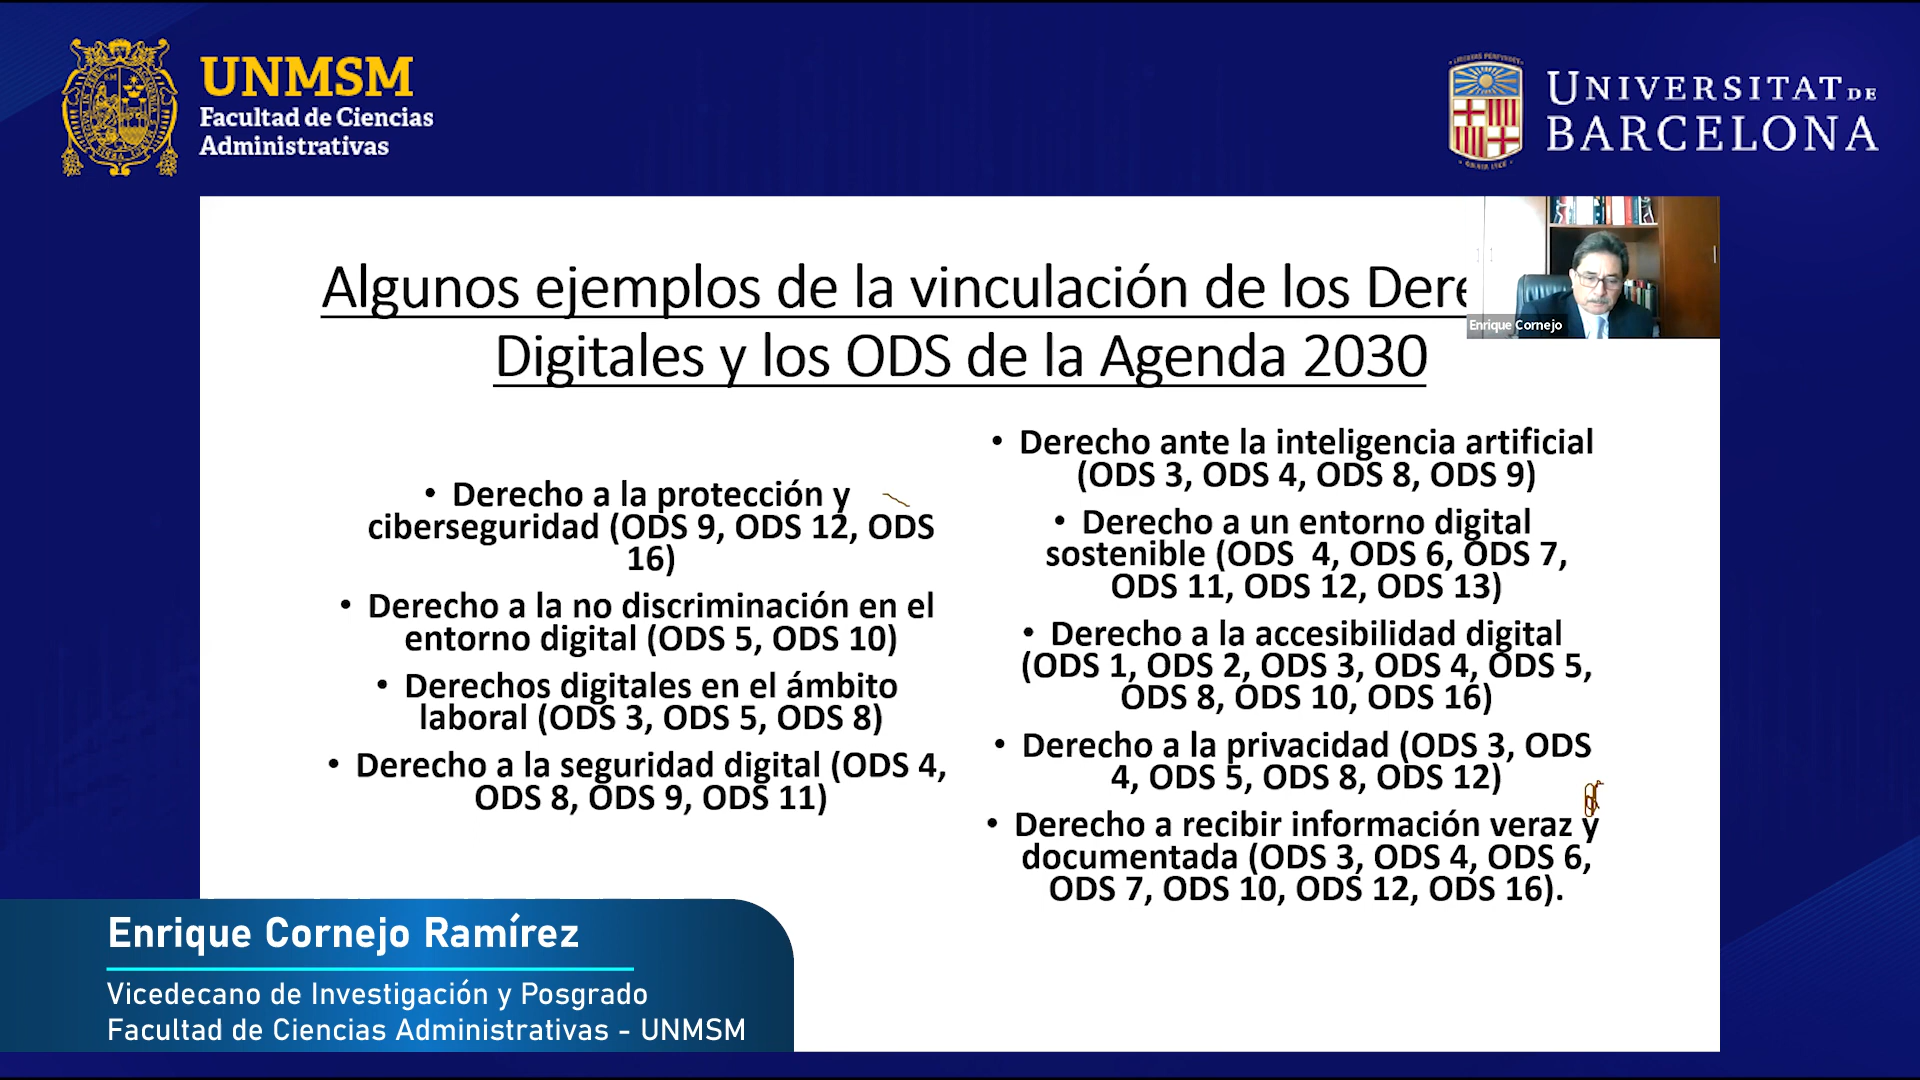 UNMSM
Facultad de Ciencias
Administrativas
UNIVERSITAT DE
BARCELONA
Algunos ejemplos de la vinculación de los Dere
Digitales y los ODS de la Agenda 2030
Enrique Cornejo
• Derecho a la protección y
ciberseguridad (ODS 9, ODS 12, ODS
16)
• Derecho a la no discriminación en el
entorno digital (ODS 5, ODS 10)
• Derechos digitales en el ámbito
laboral (ODS 3, ODS 5, ODS 8)
• Derecho a la seguridad digital (ODS 4,
ODS 8, ODS 9, ODS 11)
• Derecho ante la inteligencia artificial
(ODS 3, ODS 4, ODS 8, ODS 9)
• Derecho a un entorno digital
sostenible (ODS  4, ODS 6, ODS 7,
ODS 11, ODS 12, ODS 13)
• Derecho a la accesibilidad digital
(ODS 1, ODS 2, ODS 3, ODS 4, ODS 5,
ODS 8, ODS 10, ODS 16)
• Derecho a la privacidad (ODS 3, ODS
4, ODS 5, ODS 8, ODS 12)
• Derecho a recibir información veraz y
documentada (ODS 3, ODS 4, ODS 6,
ODS 7, ODS 10, ODS 12, ODS 16).
Enrique Cornejo Ramírez
Vicedecano de Investigación y Posgrado
Facultad de Ciencias Administrativas - UNMSM